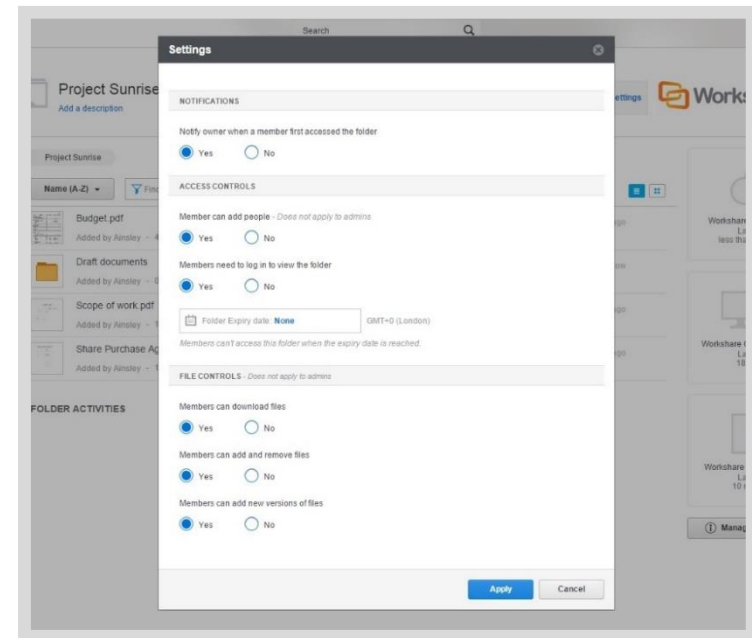 Search
Settings
Project Sunrise
Add a description
ettings
Works
NOTIFICATIONS
Notify owner when a member first accessed the folder
Yes No
Project Sunrise
Name (A-Z)
ACCESS CONTROLS
Budget.pdf
Added by Ainsley
Member can add people - Does not apply to admins
Yes No
Draft documents
Added by Ainsley
Members need to log in to view the folder
Yes No
Scope of work.pdf
Added by Ainsley
Folder Expiry date: None GMT+0 (London)
Members can't access this folder when the expiry date is reached.
Share Purchase Ag
Added by Ainsley
FILE CONTROLS - Does not apply to admins
FOLDER ACTIVITIES
Members can download files
Yes No
Members can add and remove files
Yes No
Members can add new versions of files
Yes No
Workshare
Manag
Apply Cancel